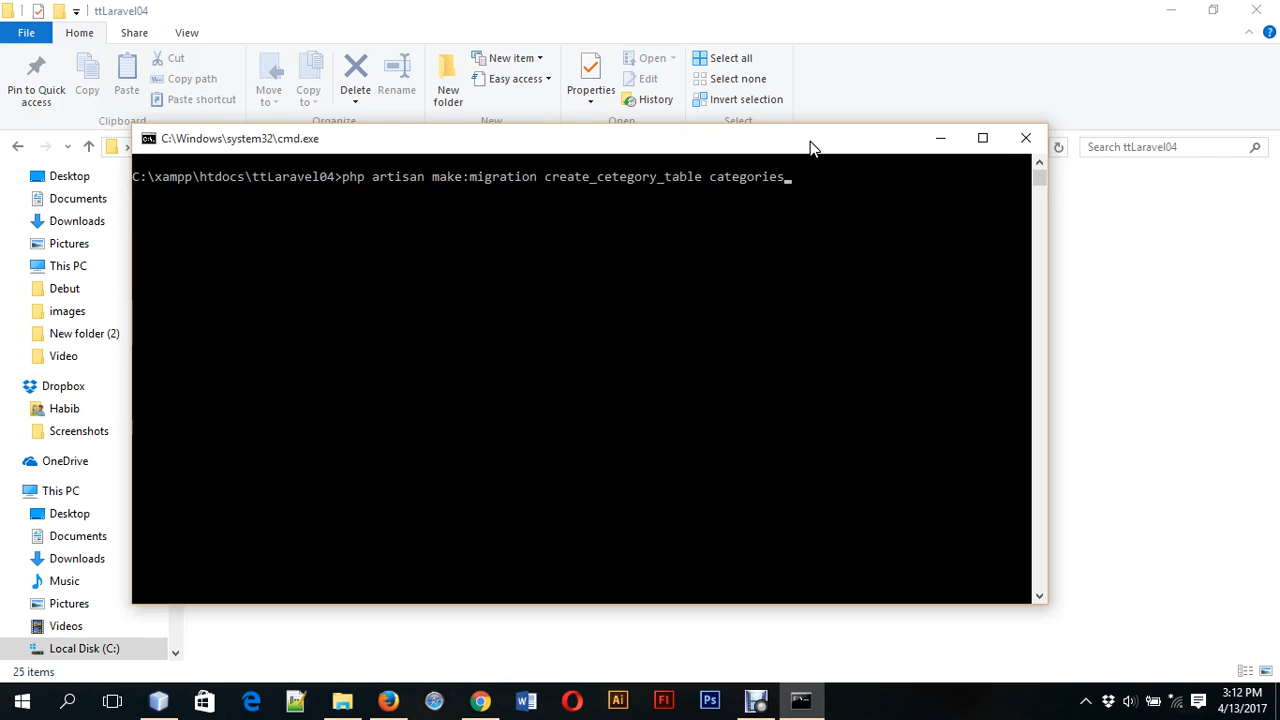 ttLaravel04
File Home Share View
Pin to Quick access
Copy
Paste
Cut
Copy path
Paste shortcut
Clipboard
Move to
Copy to
Delete
Rename
Organize
New folder
New item
Easy access
New
Properties
Open
Edit
History
Open
Select all
Select none
Invert selection
Select
Search ttLaravel04
C:\Windows\system32\cmd.exe
C:\xampp\htdocs\ttLaravel04>php artisan make:migration create_cetegory_table categories_
Desktop
Documents
Downloads
Pictures
This PC
Debut
images
New folder (2)
Video
Dropbox
Habib
Screenshots
OneDrive
This PC
Desktop
Documents
Downloads
Music
Pictures
Videos
Local Disk (C:)
25 items
3:12 PM
4/13/2017